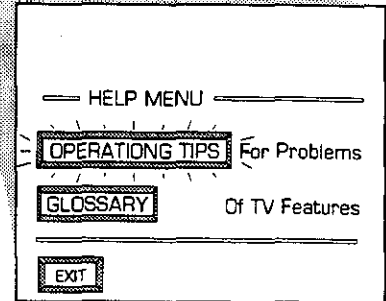 HELP MENU
OPERATIONG TIPS For Problems
GLOSSARY Of TV Features
EXIT